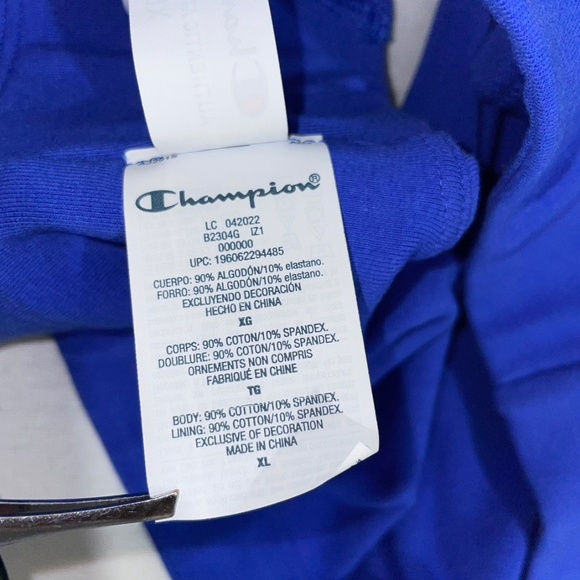 Champion®
LC 042022
B2304G IZ1
000000
UPC: 196062294485
CUERPO: 90% ALGODÓN/10% elastano.
FORRO: 90% ALGODÓN/10% elastano.
EXCLUYENDO DECORACIÓN
HECHO EN CHINA
XG
CORPS: 90% COTON/10% SPANDEX.
DOUBLURE: 90% COTON/10% SPANDEX.
ORNEMENTS NON COMPRIS
FABRIQUÉ EN CHINE
TG
BODY: 90% COTTON/10% SPANDEX.
LINING: 90% COTTON/10% SPANDEX.
EXCLUSIVE OF DECORATION
MADE IN CHINA
XL